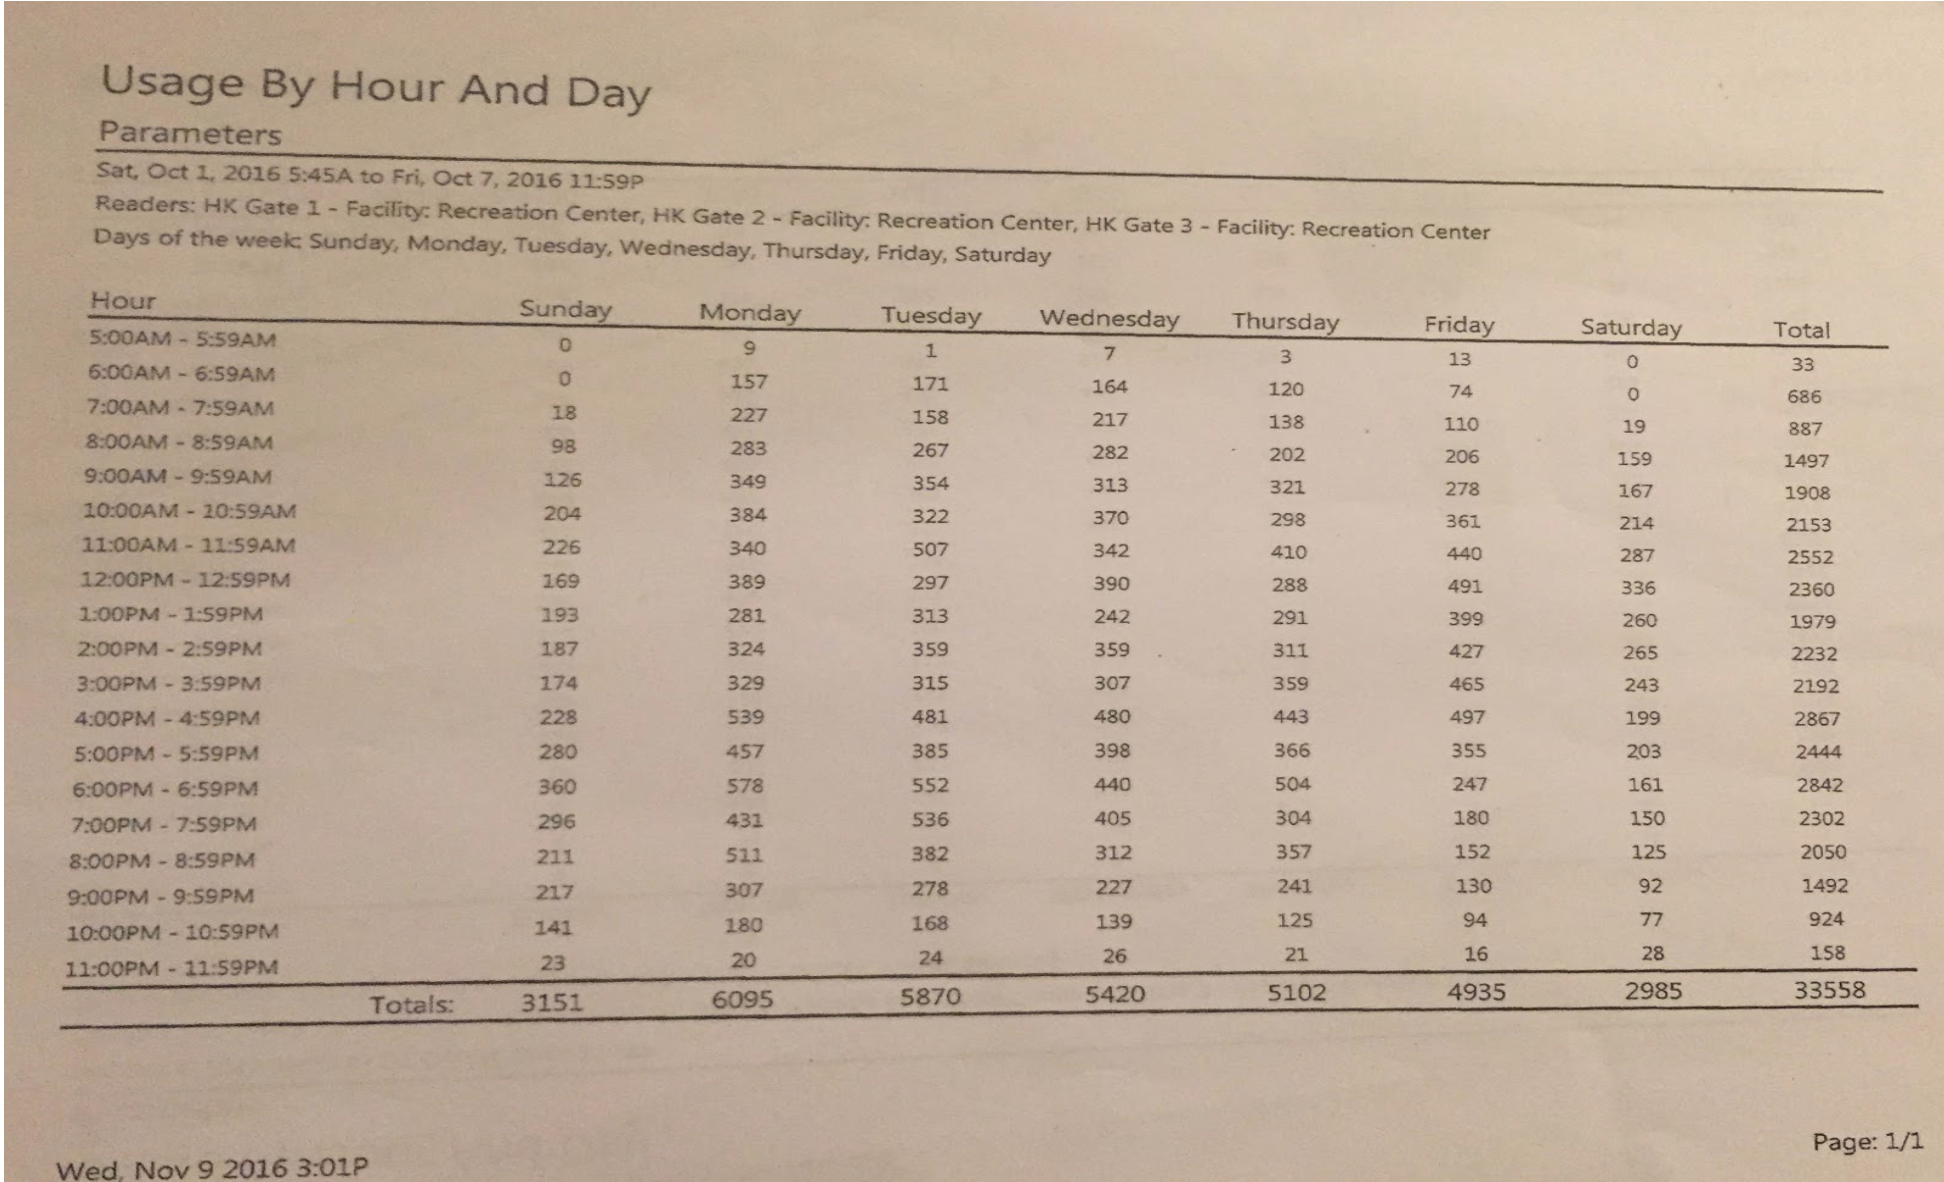 Usage By Hour And Day
Parameters
Sat, Oct 1, 2016 5:45A to Fri, Oct 7, 2016 11:59P
Readers: HK Gate 1 - Facility: Recreation Center, HK Gate 2 - Facility: Recreation Center, HK Gate 3 - Facility: Recreation Center
Days of the week: Sunday, Monday, Tuesday, Wednesday, Thursday, Friday, Saturday
Hour Sunday Monday Tuesday Wednesday Thursday Friday Saturday Total
5:00AM - 5:59AM 0 9 1 7 3 13 0 33
6:00AM - 6:59AM 0 157 171 164 120 74 0 686
7:00AM - 7:59AM 18 227 158 217 138 110 19 887
8:00AM - 8:59AM 98 283 267 282 202 206 159 1497
9:00AM - 9:59AM 126 349 354 313 321 278 167 1908
10:00AM - 10:59AM 204 384 322 370 298 361 214 2153
11:00AM - 11:59AM 226 340 507 342 410 440 287 2552
12:00PM - 12:59PM 169 389 297 390 288 491 336 2360
1:00PM - 1:59PM 193 281 313 242 291 399 260 1979
2:00PM - 2:59PM 187 324 359 359 311 427 265 2232
3:00PM - 3:59PM 174 329 315 307 359 465 243 2192
4:00PM - 4:59PM 228 539 481 480 443 497 199 2867
5:00PM - 5:59PM 280 457 385 398 366 355 203 2444
6:00PM - 6:59PM 360 578 552 440 504 247 161 2842
7:00PM - 7:59PM 296 431 536 405 304 180 150 2302
8:00PM - 8:59PM 211 511 382 312 357 152 125 2050
9:00PM - 9:59PM 217 307 278 227 241 130 92 1492
10:00PM - 10:59PM 141 180 168 139 125 94 77 924
11:00PM - 11:59PM 23 20 24 26 21 16 28 158
Totals: 3151 6095 5870 5420 5102 4935 2985 33558
Page: 1/1
Wed, Nov 9 2016 3:01P